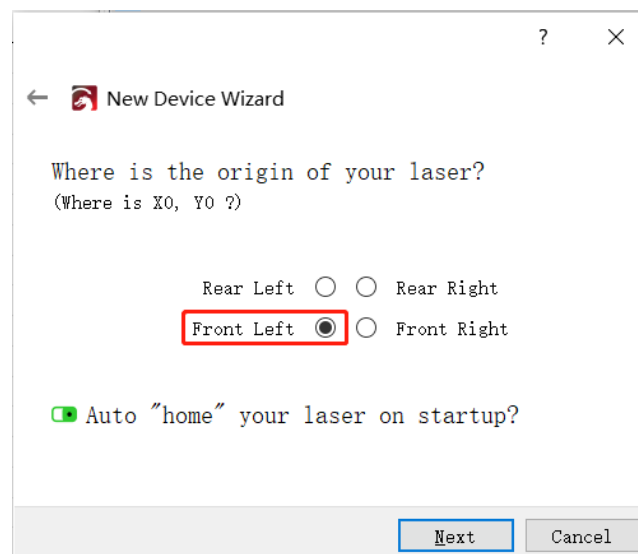 ?
New Device Wizard
Where is the origin of your laser?
(Where is X0, Y0 ?)
Rear Left Rear Right
Front Left Front Right
Auto "home" your laser on startup?
Next Cancel